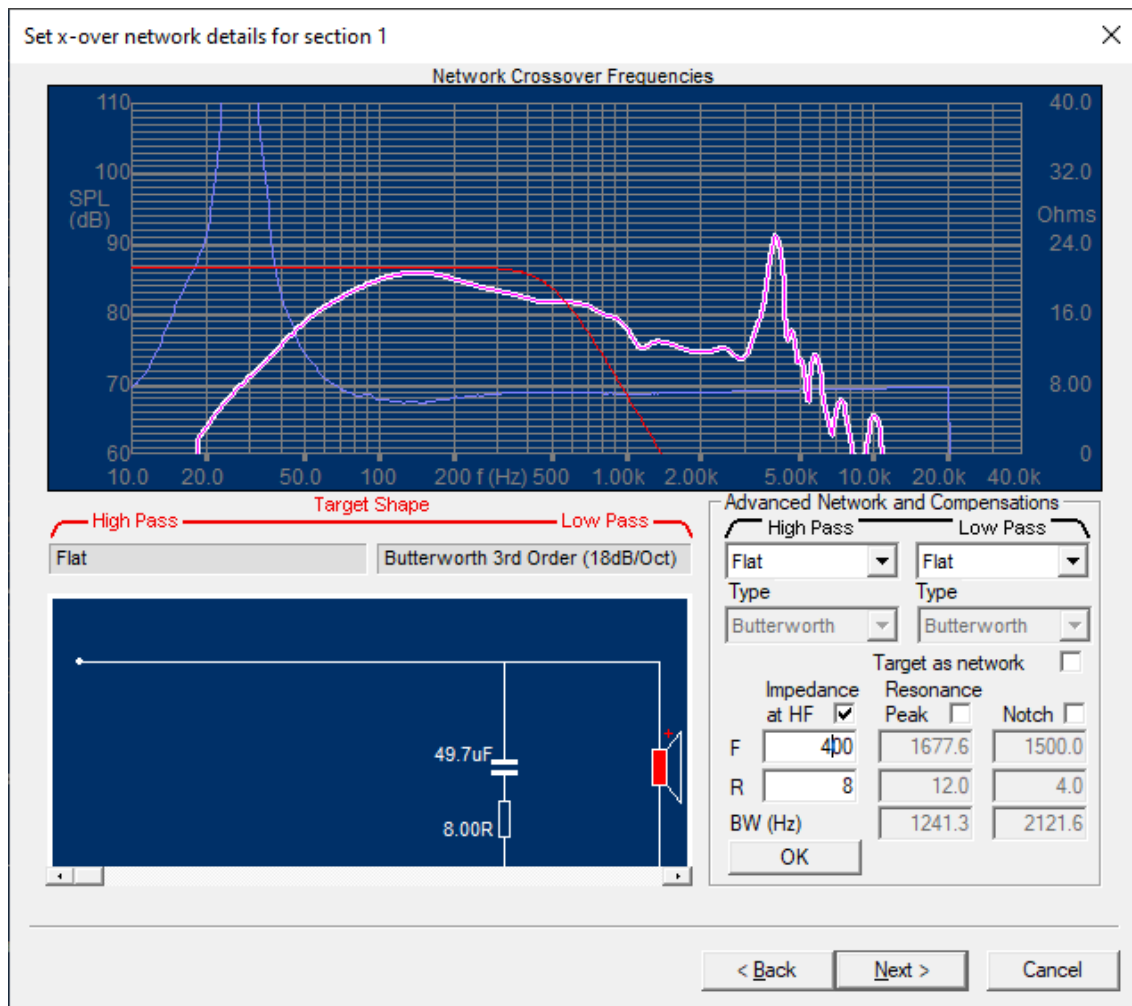 Set x-over network details for section 1
Network Crossover Frequencies
110 40.0
100 32.0
SPL
(dB) Ohms
90 24.0
80 16.0
70 8.00
60 0
10.0 20.0 50.0 100 200 f (Hz) 500 1.00k 2.00k 5.00k 10.0k 20.0k 40.0k
Target Shape
High Pass Low Pass
Flat Butterworth 3rd Order (18dB/Oct)
49.7uF
+
8.00R
Advanced Network and Compensations
High Pass Low Pass
Flat Flat
Type Type
Butterworth Butterworth
Target as network
Impedance Resonance
at HF Peak Notch
F 400 1677.6 1500.0
R 8 12.0 4.0
BW (Hz) 1241.3 2121.6
OK
< Back Next > Cancel